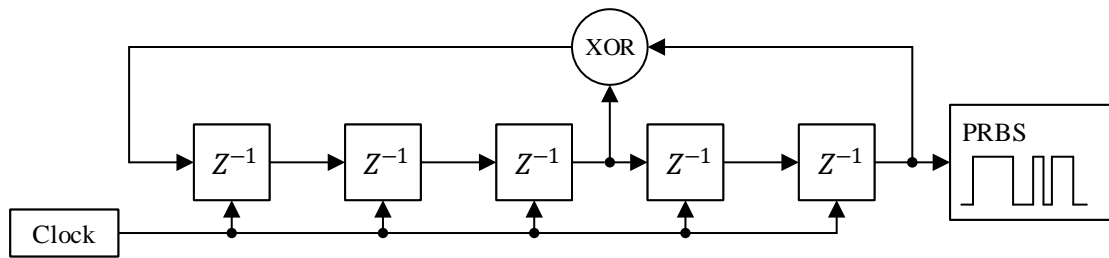 XOR
PRBS
Z⁻¹ Z⁻¹ Z⁻¹ Z⁻¹ Z⁻¹
Clock